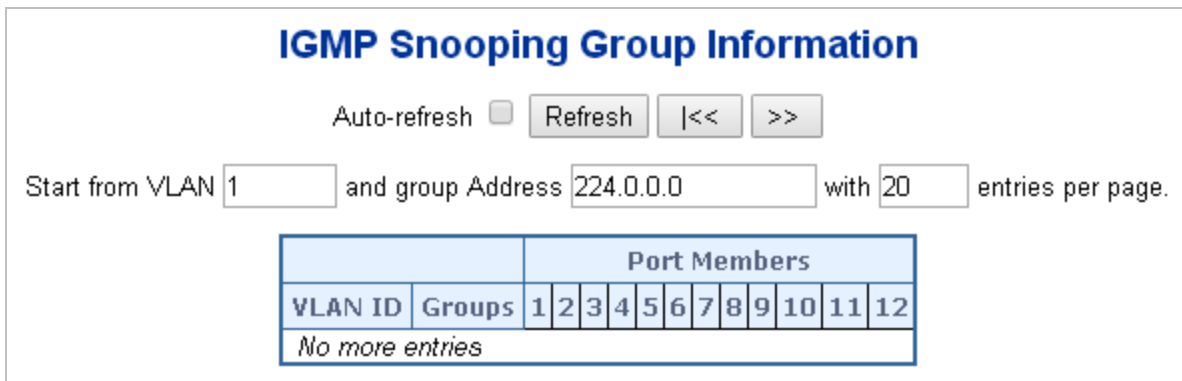 IGMP Snooping Group Information
Auto-refresh Refresh |<< >>
Start from VLAN 1 and group Address 224.0.0.0 with 20 entries per page.
Port Members
VLAN ID Groups 1 2 3 4 5 6 7 8 9 10 11 12
No more entries